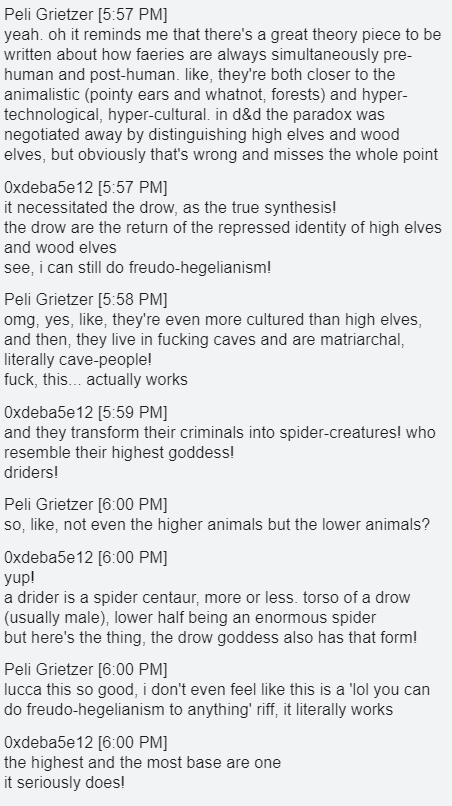 Peli Grietzer [5:57 PM]
yeah. oh it reminds me that there's a great theory piece to be
written about how faeries are always simultaneously pre-
human and post-human. like, they're both closer to the
animalistic (pointy ears and whatnot, forests) and hyper-
technological, hyper-cultural. in d&d the paradox was
negotiated away by distinguishing high elves and wood
elves, but obviously that's wrong and misses the whole point
0xdeba5e12 [5:57 PM]
it necessitated the drow, as the true synthesis!
the drow are the return of the repressed identity of high elves
and wood elves
see, i can still do freudo-hegelianism!
Peli Grietzer [5:58 PM]
omg, yes, like, they're even more cultured than high elves,
and then, they live in fucking caves and are matriarchal,
literally cave-people!
fuck, this... actually works
0xdeba5e12 [5:59 PM]
and they transform their criminals into spider-creatures! who
resemble their highest goddess!
driders!
Peli Grietzer [6:00 PM]
so, like, not even the higher animals but the lower animals?
0xdeba5e12 [6:00 PM]
yup!
a drider is a spider centaur, more or less. torso of a drow
(usually male), lower half being an enormous spider
but here's the thing, the drow goddess also has that form!
Peli Grietzer [6:00 PM]
lucca this so good, i don't even feel like this is a 'lol you can
do freudo-hegelianism to anything' riff, it literally works
0xdeba5e12 [6:00 PM]
the highest and the most base are one
it seriously does!